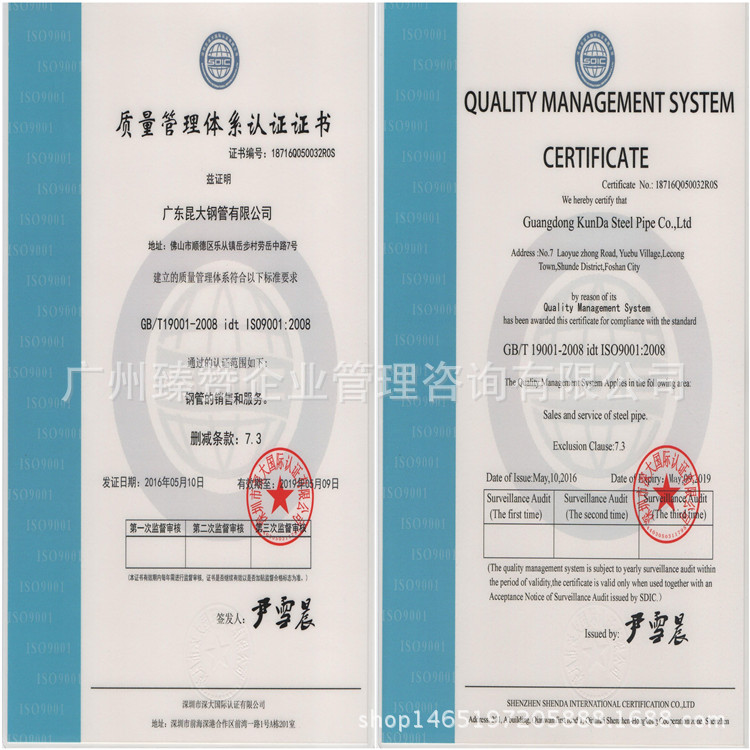 SDIC
质量管理体系认证证书
证书编号：18716Q050032R0S
兹证明
广东昆大钢管有限公司
地址：佛山市顺德区乐从镇岳步村劳岳中路7号
建立的质量管理体系符合以下标准要求
GB/T19001-2008 idt ISO9001:2008
通过的认证范围如下：
钢管的销售和服务。
删减条款：7.3
发证日期：2016年05月10日
有效期至：2019年05月09日
第一次监督审核 第二次监督审核 第三次监督审核
签发人：尹雪晨
深圳市深大国际认证有限公司
地址：深圳市前海深港合作区前湾一路1号A栋201室
SDIC
QUALITY MANAGEMENT SYSTEM
CERTIFICATE
Certificate No.: 18716Q050032R0S
We hereby certify that
Guangdong KunDa Steel Pipe Co.,Ltd
Address :No.7 Laoyue zhong Road, Yuebu Village,Lecong
Town,Shunde District,Foshan City
by reason of its
Quality Management System
has been awarded this certificate for compliance with the standard
GB/T 19001-2008 idt ISO9001:2008
The Quality Management System Applies in the following area:
Sales and service of steel pipe.
Exclusion Clause:7.3
Date of Issue:May,10,2016
Date of Expiry:May,09,2019
Surveillance Audit (The first time)
Surveillance Audit (The second time)
Surveillance Audit (The third time)
(The quality management system is subject to yearly surveillance audit within
the period of validity,the certificate is valid only when used together with an
Acceptance Notice of Surveillance Audit issued by SDIC.)
Issued by: 尹雪晨
SHENZHEN SHENDA INTERNATIONAL CERTIFICATION CO.,LTD
广州臻赞企业管理咨询有限公司
shop1465197205888.1688.com
ISO9001